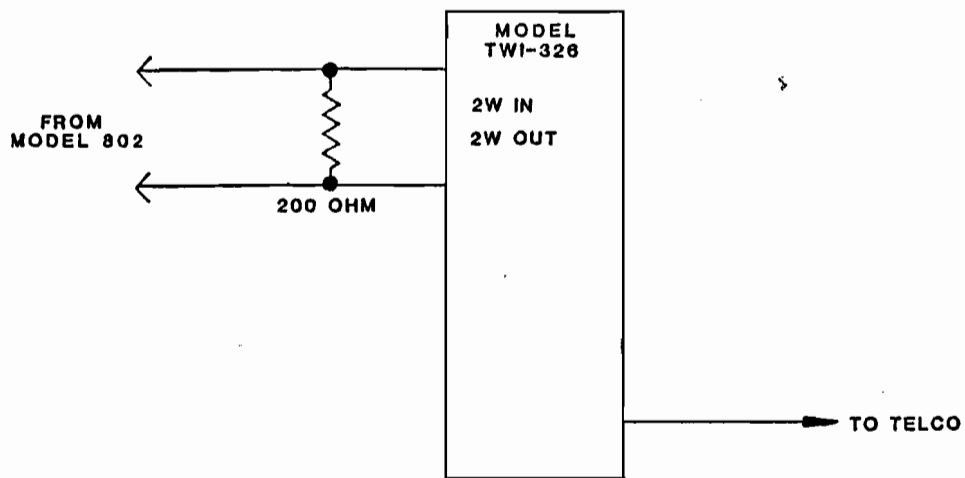 MODEL
TWI-326
2W IN
2W OUT
FROM
MODEL 802
200 OHM
TO TELCO